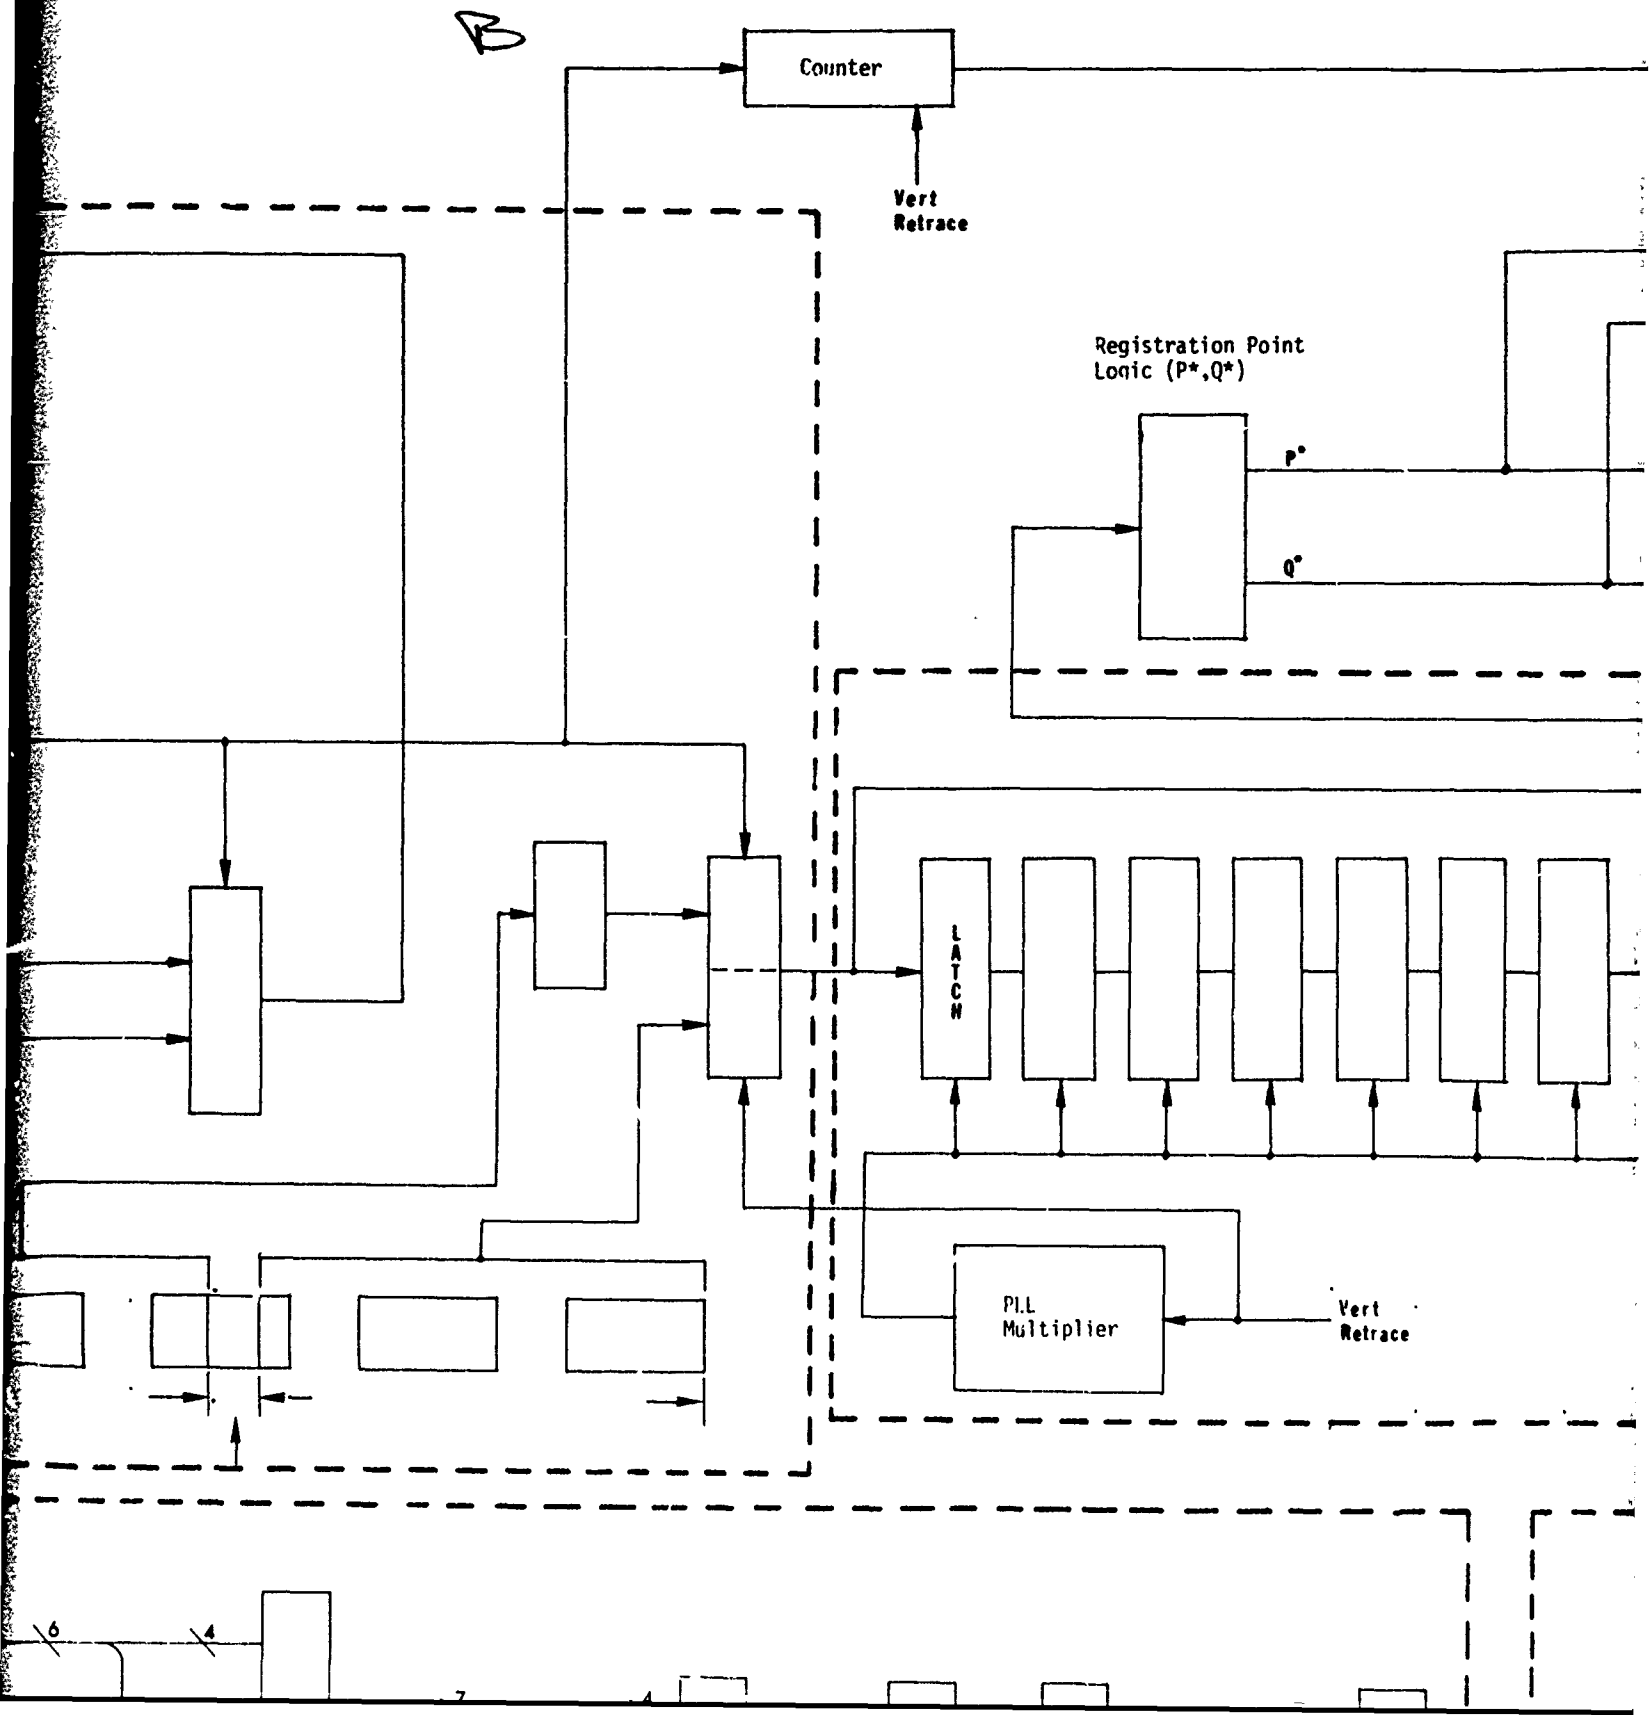 Counter
Vert
Retrace
Registration Point
Logic (P*,Q*)
P*
Q*
LATCH
PLL
Multiplier
Vert
Retrace
6
4
7
4